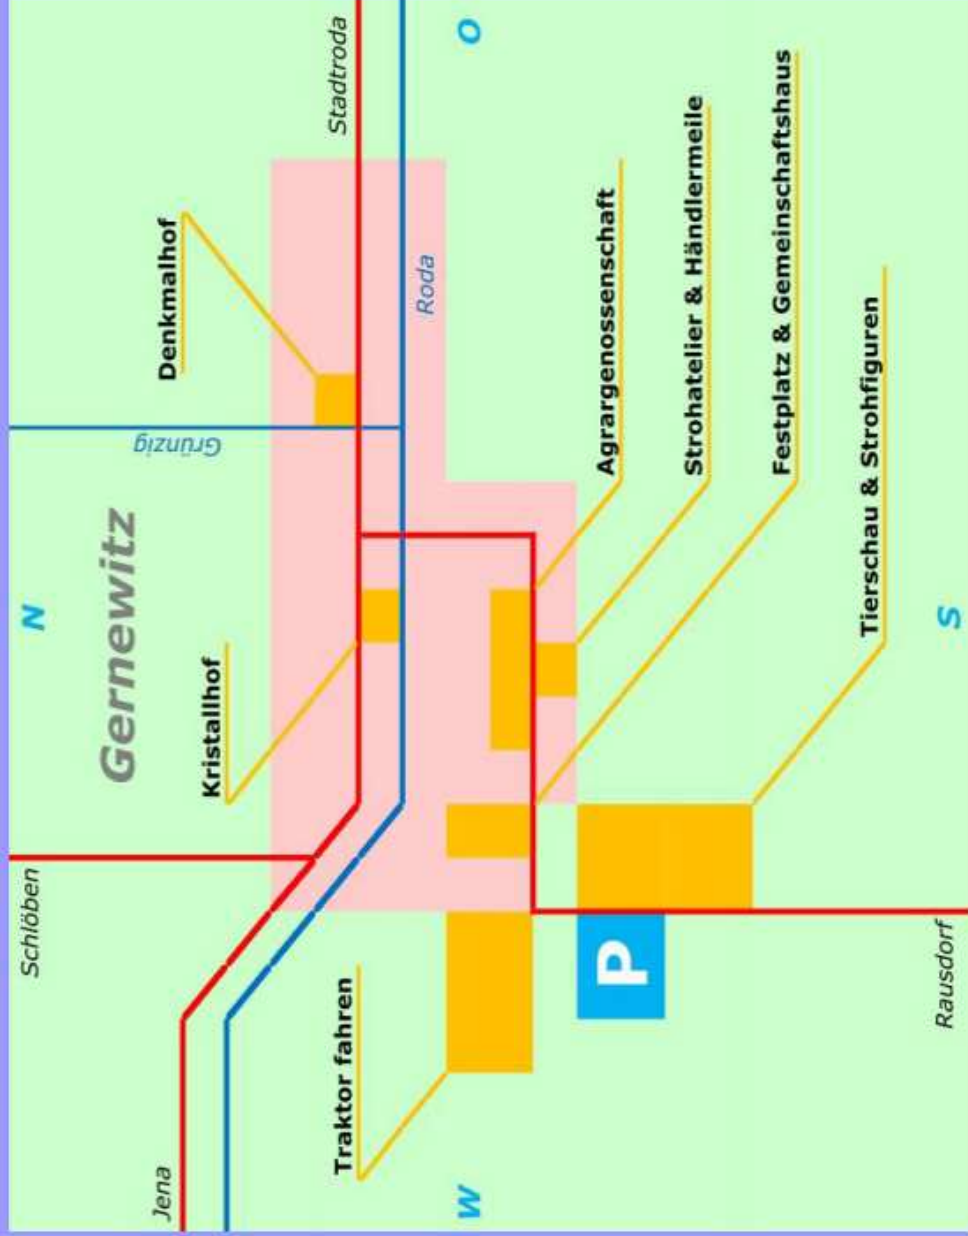 N
Schlöben
Gernewitz
Denkmalhof
Grünzig
Kristallhof
Stadtroda
Jena
Roda
Traktor fahren
W
O
Agrargenossenschaft
P
Strohatelier & Händlermeile
Festplatz & Gemeinschaftshaus
Tierschau & Strohfiguren
Rausdorf
S